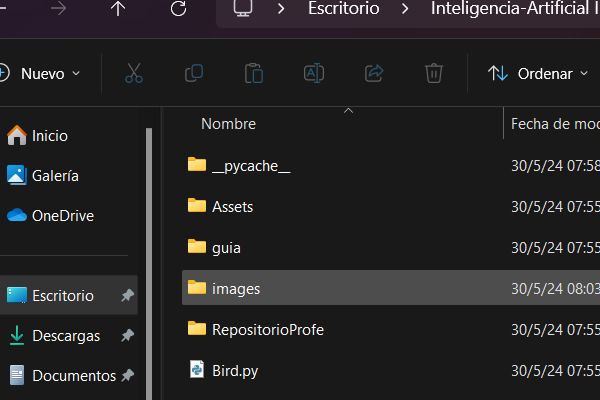 Escritorio Inteligencia-Artificial I
Nuevo Ordenar
Nombre Fecha de mod
Inicio
Galería
OneDrive
Escritorio
Descargas
Documentos
__pycache__ 30/5/24 07:58
Assets 30/5/24 07:55
guia 30/5/24 07:55
images 30/5/24 08:03
RepositorioProfe 30/5/24 07:55
Bird.py 30/5/24 07:55